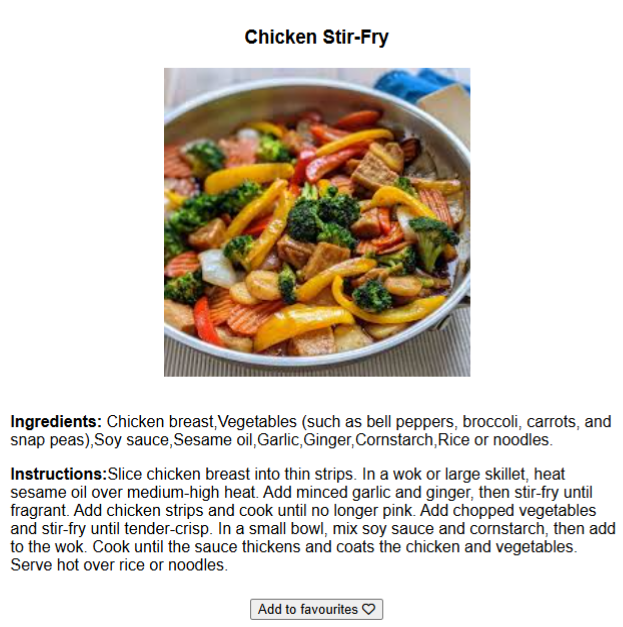 Chicken Stir-Fry
Ingredients: Chicken breast,Vegetables (such as bell peppers, broccoli, carrots, and
snap peas),Soy sauce,Sesame oil,Garlic,Ginger,Cornstarch,Rice or noodles.
Instructions:Slice chicken breast into thin strips. In a wok or large skillet, heat
sesame oil over medium-high heat. Add minced garlic and ginger, then stir-fry until
fragrant. Add chicken strips and cook until no longer pink. Add chopped vegetables
and stir-fry until tender-crisp. In a small bowl, mix soy sauce and cornstarch, then add
to the wok. Cook until the sauce thickens and coats the chicken and vegetables.
Serve hot over rice or noodles.
Add to favourites